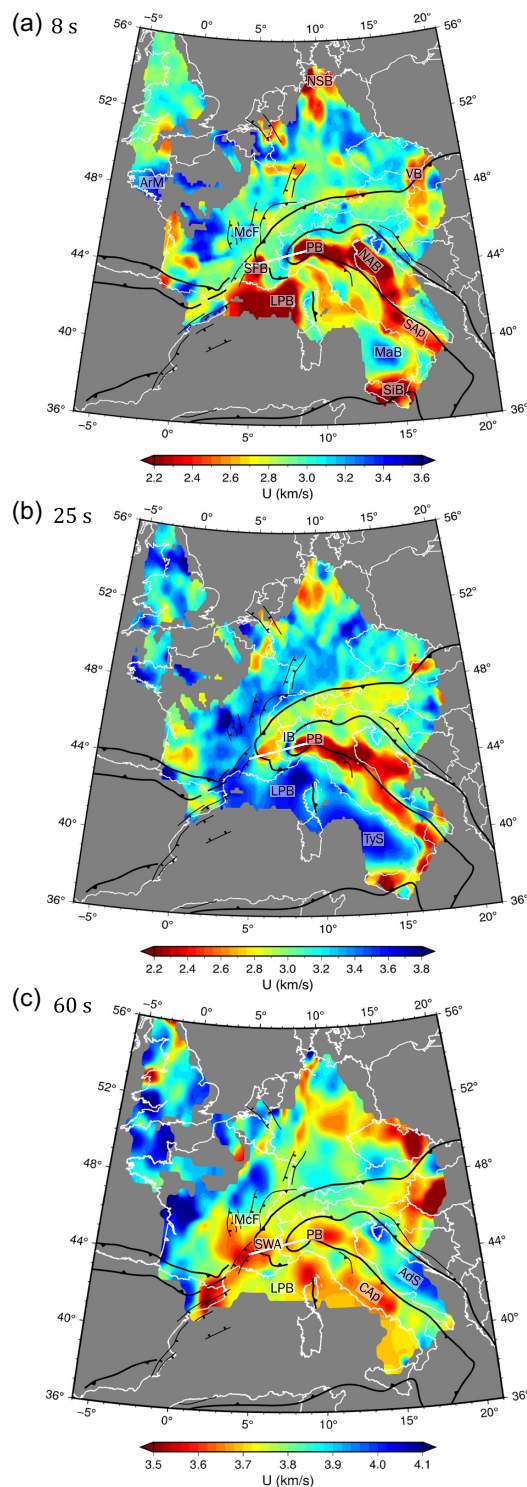 (a) 8 s
−5° 0° 5° 10° 15° 20°
56° 56°
NSB
52° 52°
VB
48° ArM 48°
McF
PB
44° SFB NAB 44°
LPB
SAp
40° MaB 40°
SiB
36° 36°
−5° 0° 5° 10° 15° 20°
2.2 2.4 2.6 2.8 3.0 3.2 3.4 3.6
U (km/s)
(b) 25 s
−5° 0° 5° 10° 15° 20°
56° 56°
52° 52°
48° 48°
IB PB
44° 44°
LPB
40° TyS 40°
36° 36°
−5° 0° 5° 10° 15° 20°
2.2 2.4 2.6 2.8 3.0 3.2 3.4 3.6 3.8
U (km/s)
(c) 60 s
−5° 0° 5° 10° 15° 20°
56° 56°
52° 52°
48° 48°
McF
SWA PB
44° 44°
AdS
LPB CAp
40° 40°
36° 36°
−5° 0° 5° 10° 15° 20°
3.5 3.6 3.7 3.8 3.9 4.0 4.1
U (km/s)